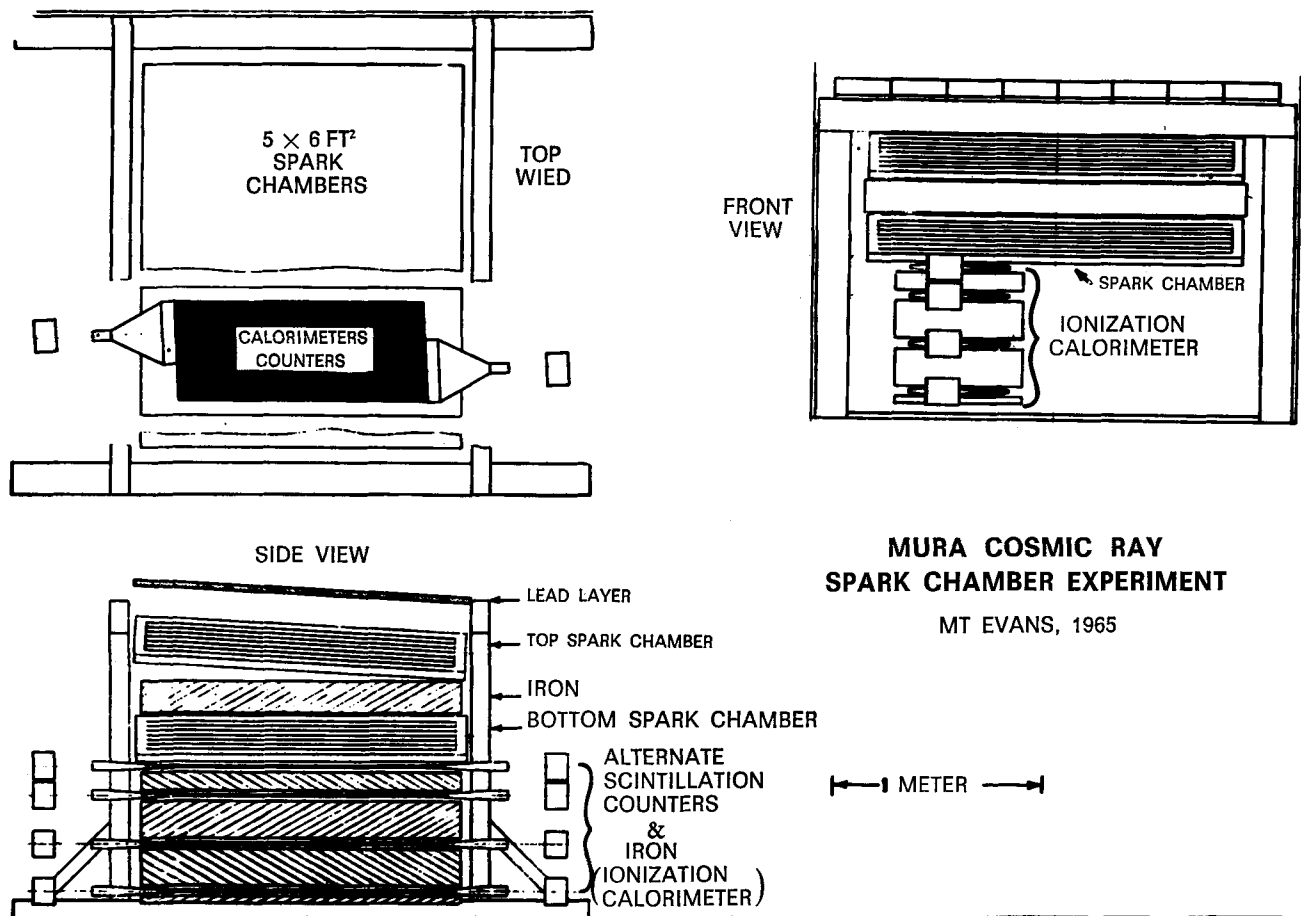 5 × 6 FT²
SPARK
CHAMBERS
TOP
WIED
CALORIMETERS
COUNTERS
FRONT
VIEW
SPARK CHAMBER
IONIZATION
CALORIMETER
MURA COSMIC RAY
SPARK CHAMBER EXPERIMENT
MT EVANS, 1965
SIDE VIEW
LEAD LAYER
TOP SPARK CHAMBER
IRON
BOTTOM SPARK CHAMBER
ALTERNATE
SCINTILLATION
COUNTERS
&
IRON
(IONIZATION
CALORIMETER)
1 METER